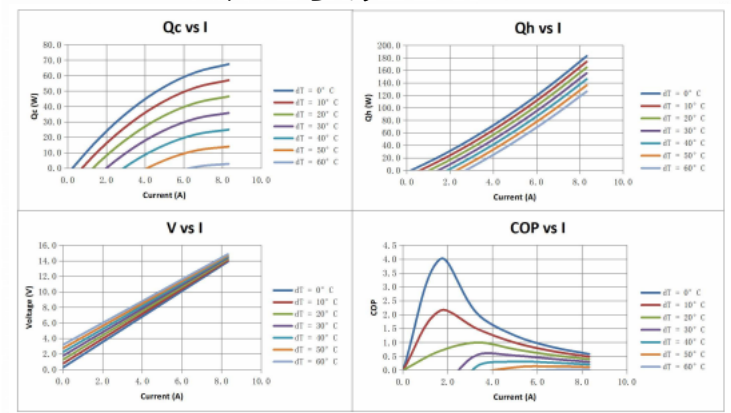 Qc vs I
80. 0
70. 0
60. 0
50. 0
40. 0
30. 0
20. 0
10. 0
0. 0
Qc (W)
0. 0 2. 0 4. 0 6. 0 8. 0 10. 0
Current (A)
dT = 0° C
dT = 10° C
dT = 20° C
dT = 30° C
dT = 40° C
dT = 50° C
dT = 60° C
Qh vs I
200. 0
180. 0
160. 0
140. 0
120. 0
100. 0
80. 0
60. 0
40. 0
20. 0
0. 0
Qh (W)
0. 0 2. 0 4. 0 6. 0 8. 0 10. 0
Current (A)
dT = 0° C
dT = 10° C
dT = 20° C
dT = 30° C
dT = 40° C
dT = 50° C
dT = 60° C
V vs I
16. 0
14. 0
12. 0
10. 0
8. 0
6. 0
4. 0
2. 0
0. 0
Voltage (V)
0. 0 2. 0 4. 0 6. 0 8. 0 10. 0
Current (A)
dT = 0° C
dT = 10° C
dT = 20° C
dT = 30° C
dT = 40° C
dT = 50° C
dT = 60° C
COP vs I
4. 5
4. 0
3. 5
3. 0
2. 5
2. 0
1. 5
1. 0
0. 5
0. 0
COP
0. 0 2. 0 4. 0 6. 0 8. 0 10. 0
Current (A)
dT = 0° C
dT = 10° C
dT = 20° C
dT = 30° C
dT = 40° C
dT = 50° C
dT = 60° C